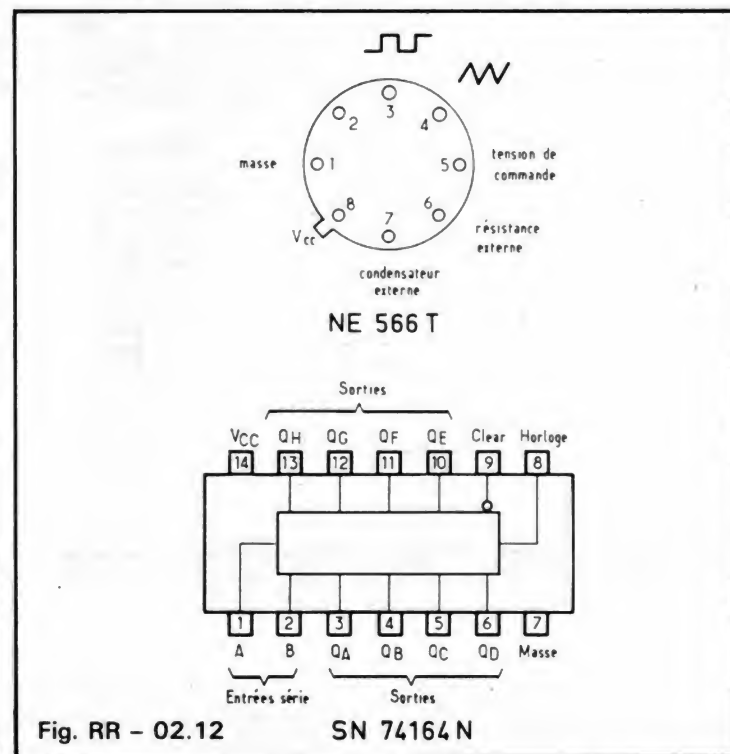 3
2
4
masse
1
5
tension de
commande
8
7
6
Vcc
résistance
externe
condensateur
externe
NE 566 T
Sorties
VCC QH QG QF QE Clear Horloge
14 13 12 11 10 9 8
1 2 3 4 5 6 7
A B QA QB QC QD Masse
Entrées série Sorties
Fig. RR – 02.12 SN 74164 N